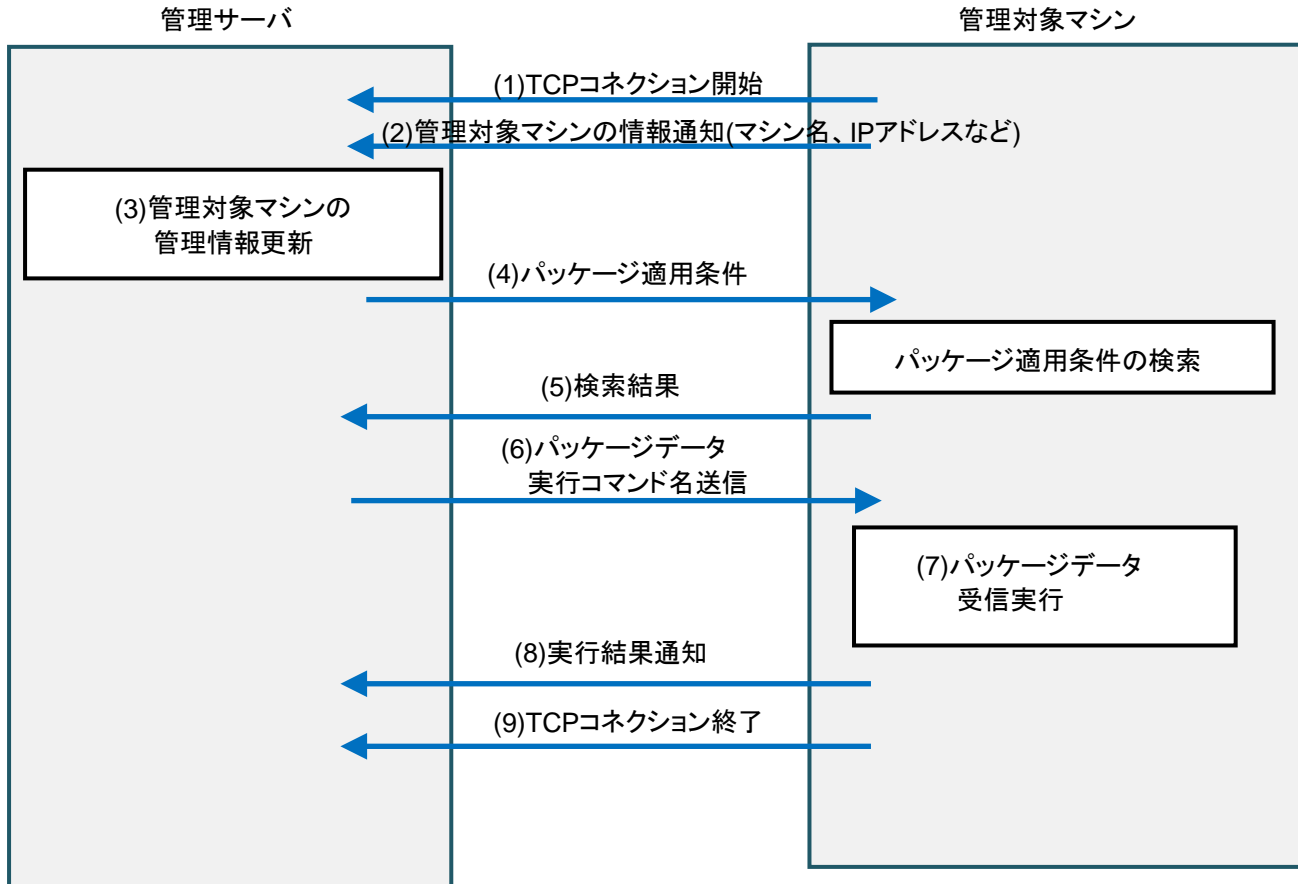 管理サーバ
管理対象マシン
(1)TCPコネクション開始
(2)管理対象マシンの情報通知(マシン名、IPアドレスなど)
(3)管理対象マシンの
管理情報更新
(4)パッケージ適用条件
パッケージ適用条件の検索
(5)検索結果
(6)パッケージデータ
実行コマンド名送信
(7)パッケージデータ
受信実行
(8)実行結果通知
(9)TCPコネクション終了